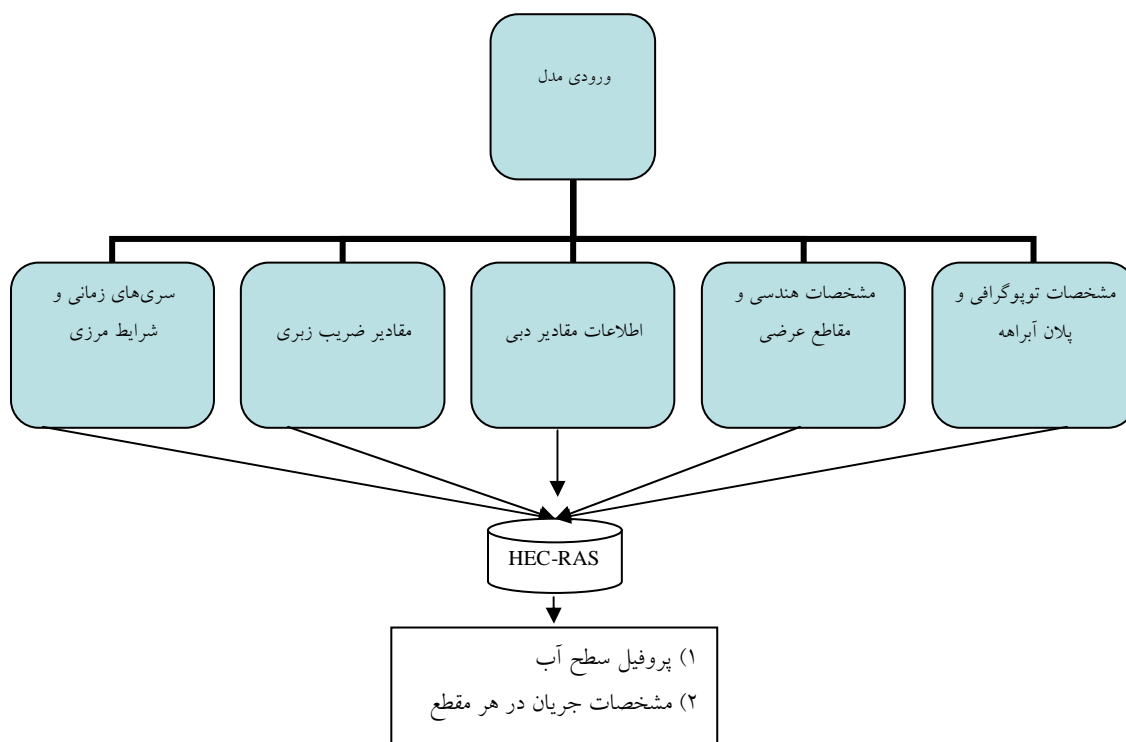 ورودی مدل
مشخصات توپوگرافی و
پلان آبراهه
مشخصات هندسی و
مقاطع عرضی
اطلاعات مقادیر دبی
مقادیر ضریب زبری
سری‌های زمانی و
شرایط مرزی
HEC-RAS
۱) پروفیل سطح آب
۲) مشخصات جریان در هر مقطع